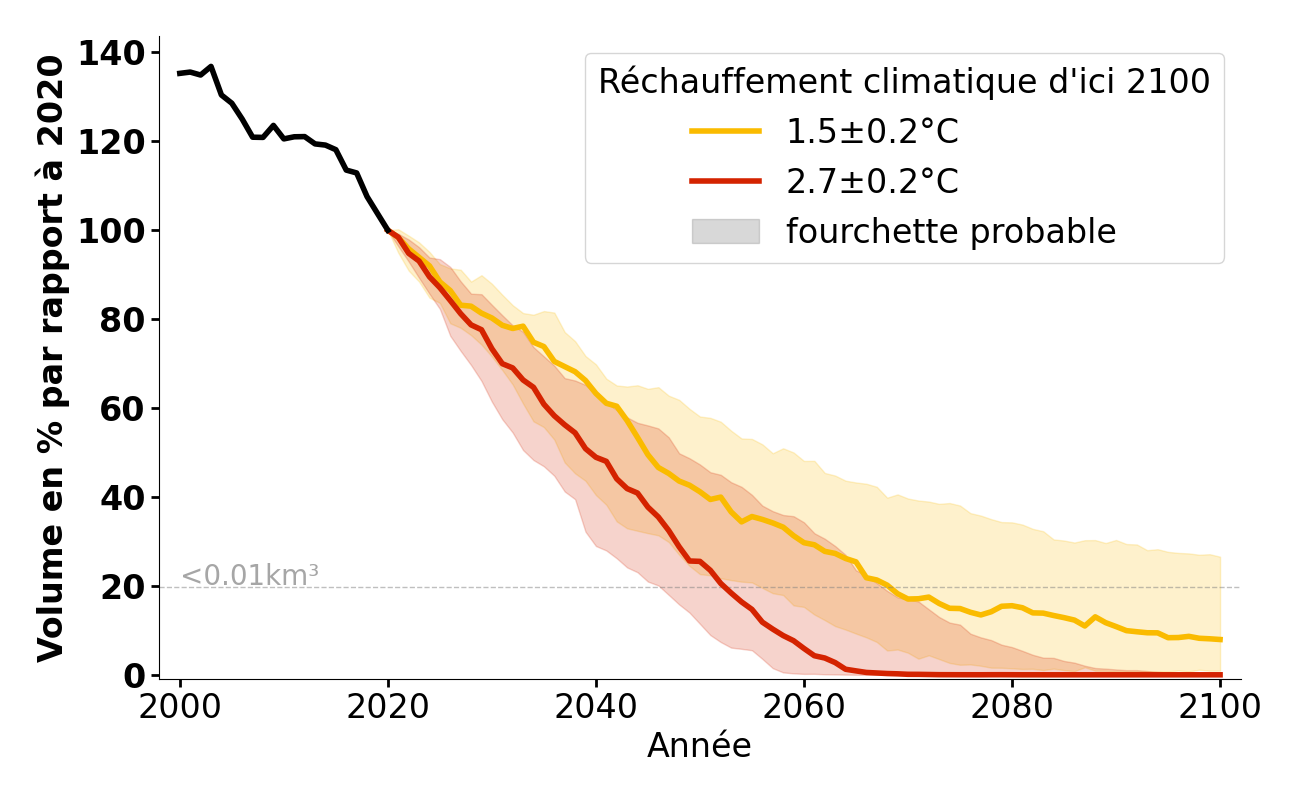 Volume en % par rapport à 2020
140
120
100
80
60
40
20
0
Réchauffement climatique d'ici 2100
1.5±0.2°C
2.7±0.2°C
fourchette probable
<0.01km³
2000 2020 2040 2060 2080 2100
Année